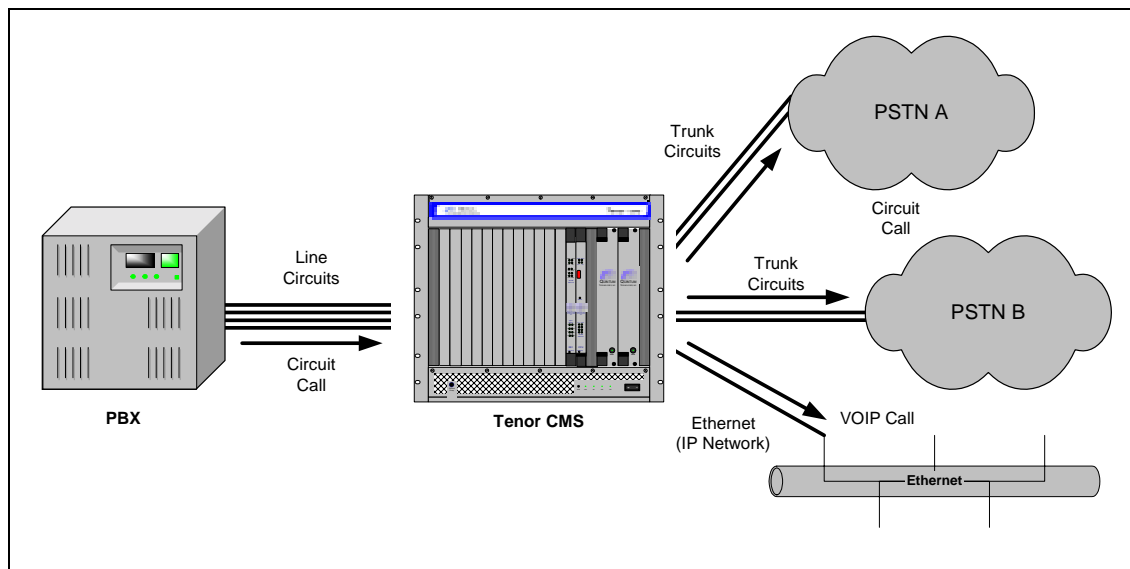 PSTN A
Trunk
Circuits
Circuit
Call
Line
Circuits
Trunk
Circuits
PSTN B
Circuit
Call
PBX
Tenor CMS
Ethernet
(IP Network)
VOIP Call
Ethernet